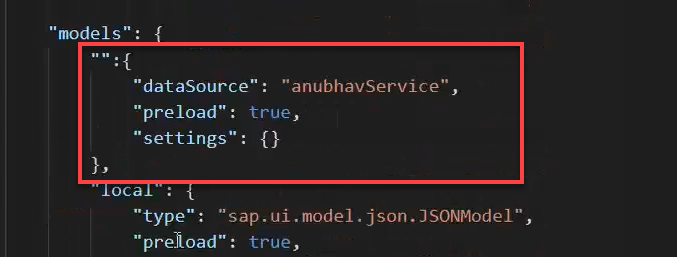 "models": {
"":{
"dataSource": "anubhavService",
"preload": true,
"settings": {}
},
"local": {
"type": "sap.ui.model.json.JSONModel",
"preload": true,